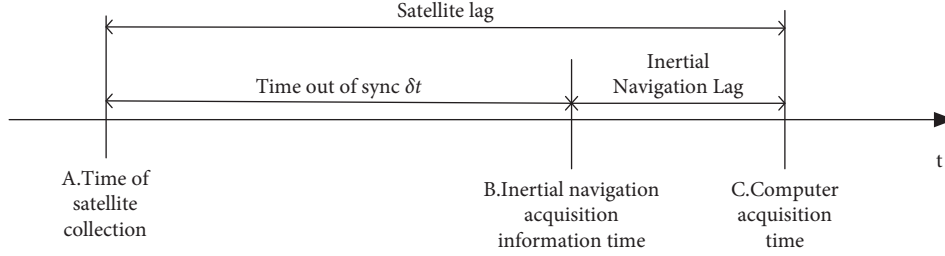 Satellite lag
Inertial
Navigation Lag
Time out of sync δt
t
A.Time of
satellite
collection
B.Inertial navigation
acquisition
information time
C.Computer
acquisition
time